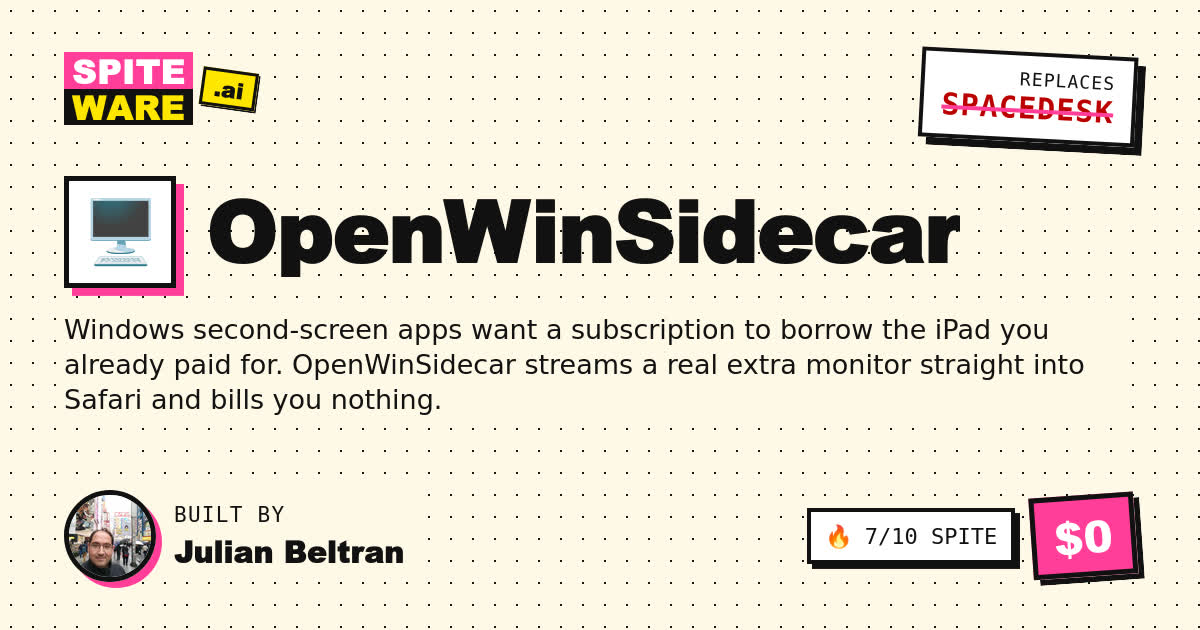 SPITE
WARE
.ai
REPLACES
SPACEDESK
OpenWinSidecar
Windows second-screen apps want a subscription to borrow the iPad you
already paid for. OpenWinSidecar streams a real extra monitor straight into
Safari and bills you nothing.
BUILT BY
Julian Beltran
7/10 SPITE
$0